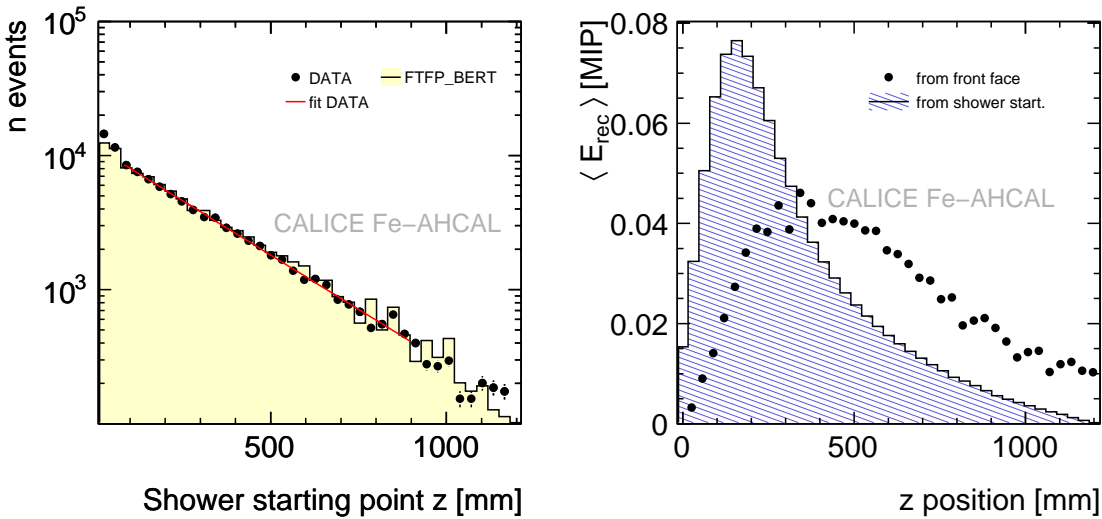 n events
10^5
10^4
10^3
DATA
FTFP_BERT
fit DATA
CALICE Fe-AHCAL
500
1000
Shower starting point z [mm]
⟨ E_rec ⟩ [MIP]
0.08
0.06
0.04
0.02
0
from front face
from shower start.
CALICE Fe-AHCAL
0
500
1000
z position [mm]